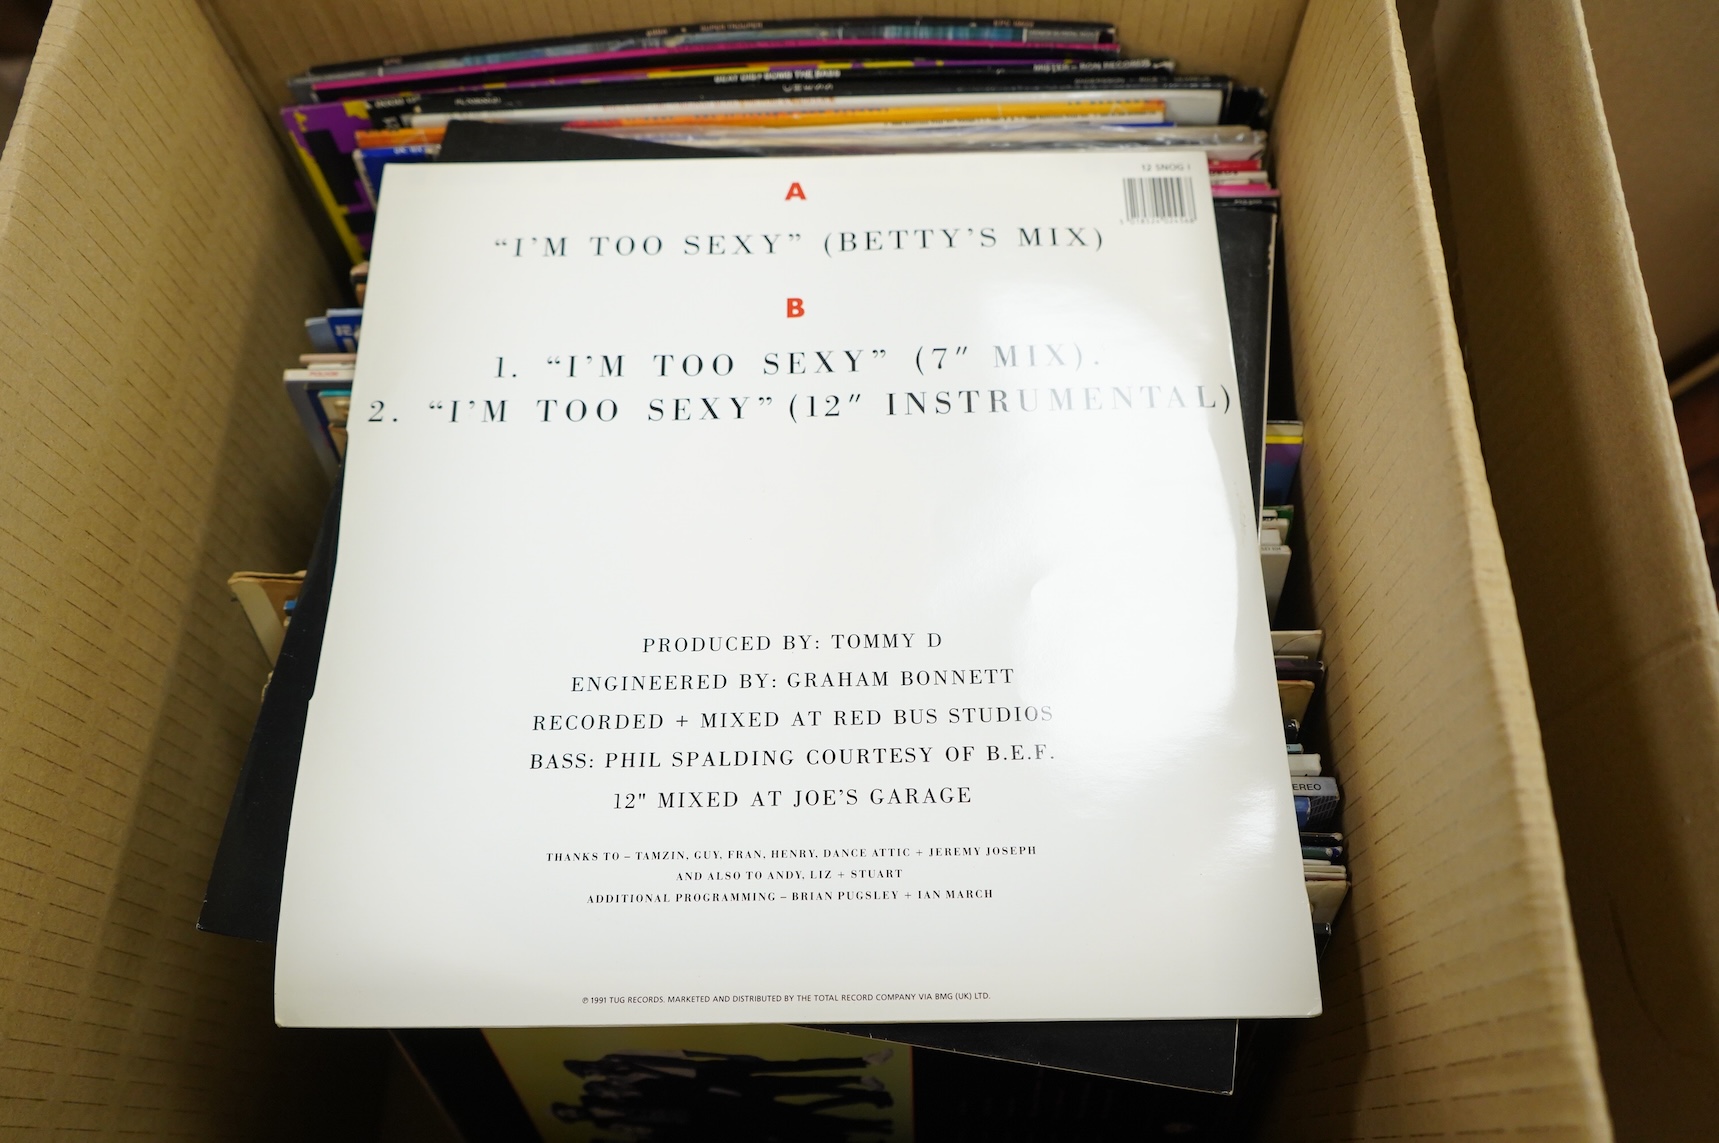 SUPER TROUPER
BEAT DIS? BOMB THE BASS
12 SNOG 1
A
“I’M TOO SEXY” (BETTY’S MIX)
B
1. “I’M TOO SEXY” (7″ MIX).
2. “I’M TOO SEXY” (12″ INSTRUMENTAL)
PRODUCED BY: TOMMY D
ENGINEERED BY: GRAHAM BONNETT
RECORDED + MIXED AT RED BUS STUDIOS
BASS: PHIL SPALDING COURTESY OF B.E.F.
12" MIXED AT JOE’S GARAGE
THANKS TO – TAMZIN, GUY, FRAN, HENRY, DANCE ATTIC + JEREMY JOSEPH
AND ALSO TO ANDY, LIZ + STUART
ADDITIONAL PROGRAMMING – BRIAN PUGSLEY + IAN MARCH
℗ 1991 TUG RECORDS. MARKETED AND DISTRIBUTED BY THE TOTAL RECORD COMPANY VIA BMG (UK) LTD.